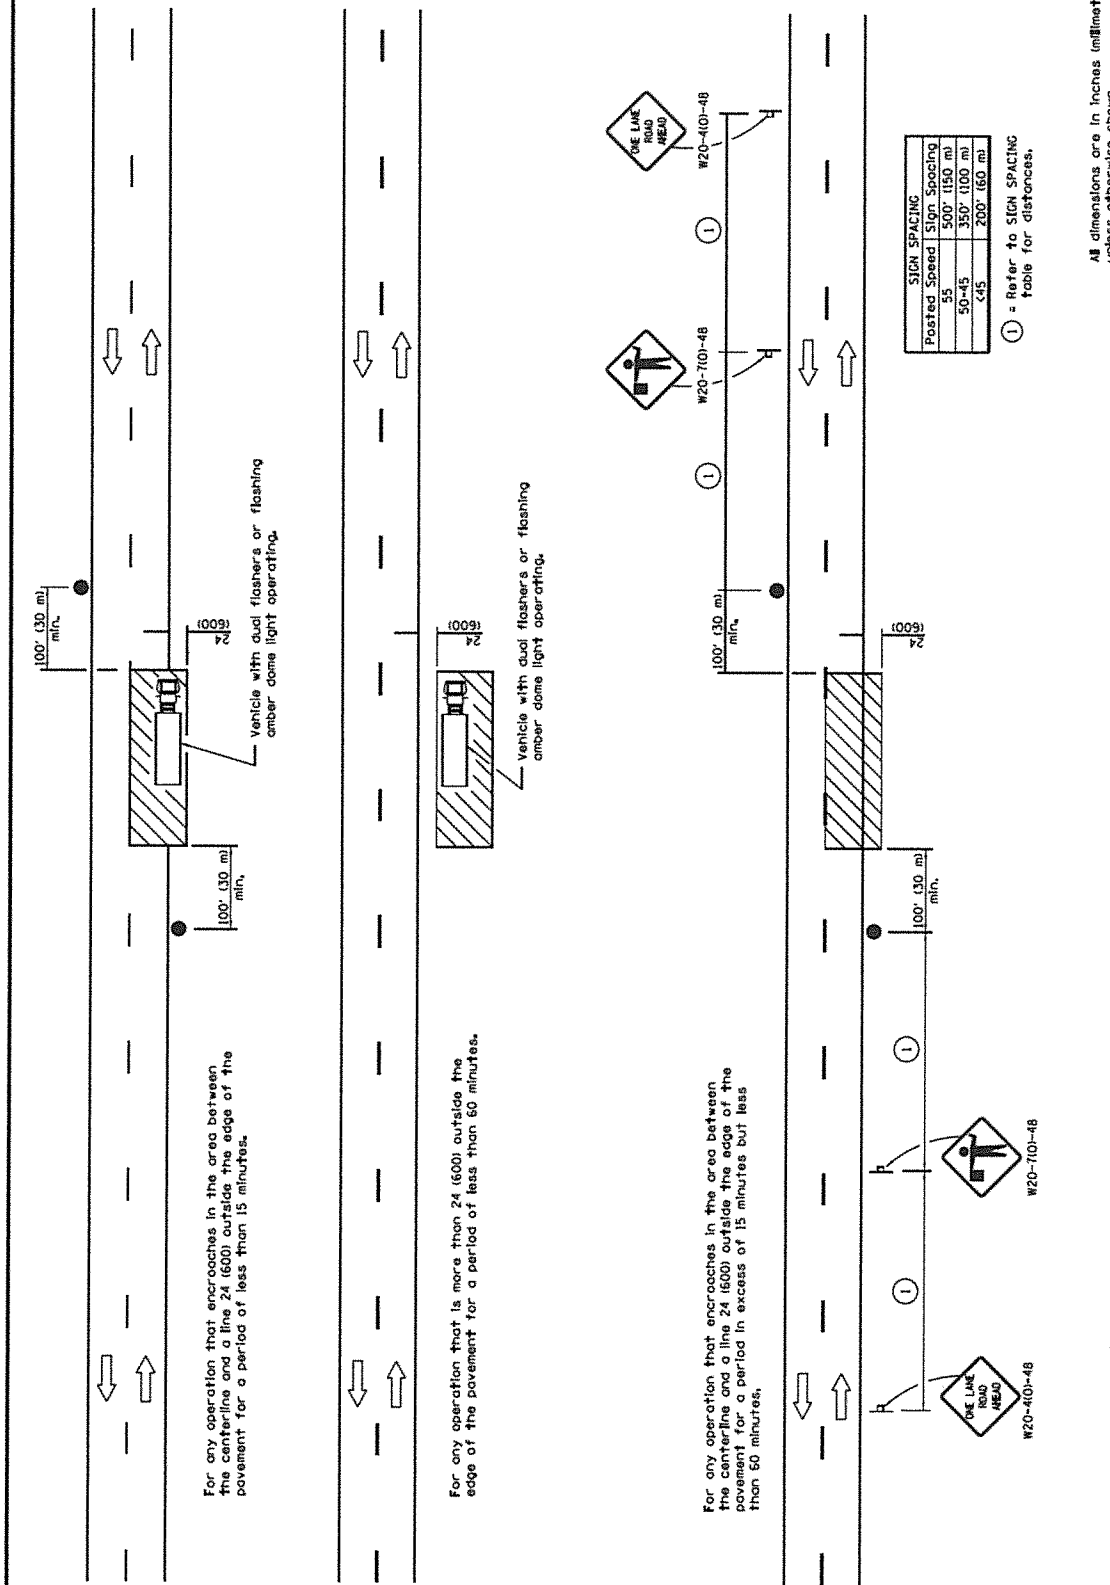 100' (30 m)
min.
24
(600)
Vehicle with dual flashers or flashing
amber dome light operating.
100' (30 m)
min.
For any operation that encroaches in the area between
the centerline and a line 24 (600) outside the edge of the
pavement for a period of less than 15 minutes.
24
(600)
Vehicle with dual flashers or flashing
amber dome light operating.
For any operation that is more than 24 (600) outside the
edge of the pavement for a period of less than 60 minutes.
ONE LANE
ROAD
AHEAD
W20-4(O)-48
1
W20-7(O)-48
1
100' (30 m)
min.
24
(600)
100' (30 m)
min.
For any operation that encroaches in the area between
the centerline and a line 24 (600) outside the edge of the
pavement for a period in excess of 15 minutes but less
than 60 minutes.
1
W20-7(O)-48
1
ONE LANE
ROAD
AHEAD
W20-4(O)-48
SIGN SPACING
Posted Speed Sign Spacing
55 500' (150 m)
50-45 350' (100 m)
<45 200' (60 m)
1 = Refer to SIGN SPACING
table for distances.
All dimensions are in inches (millimet
unless otherwise shown